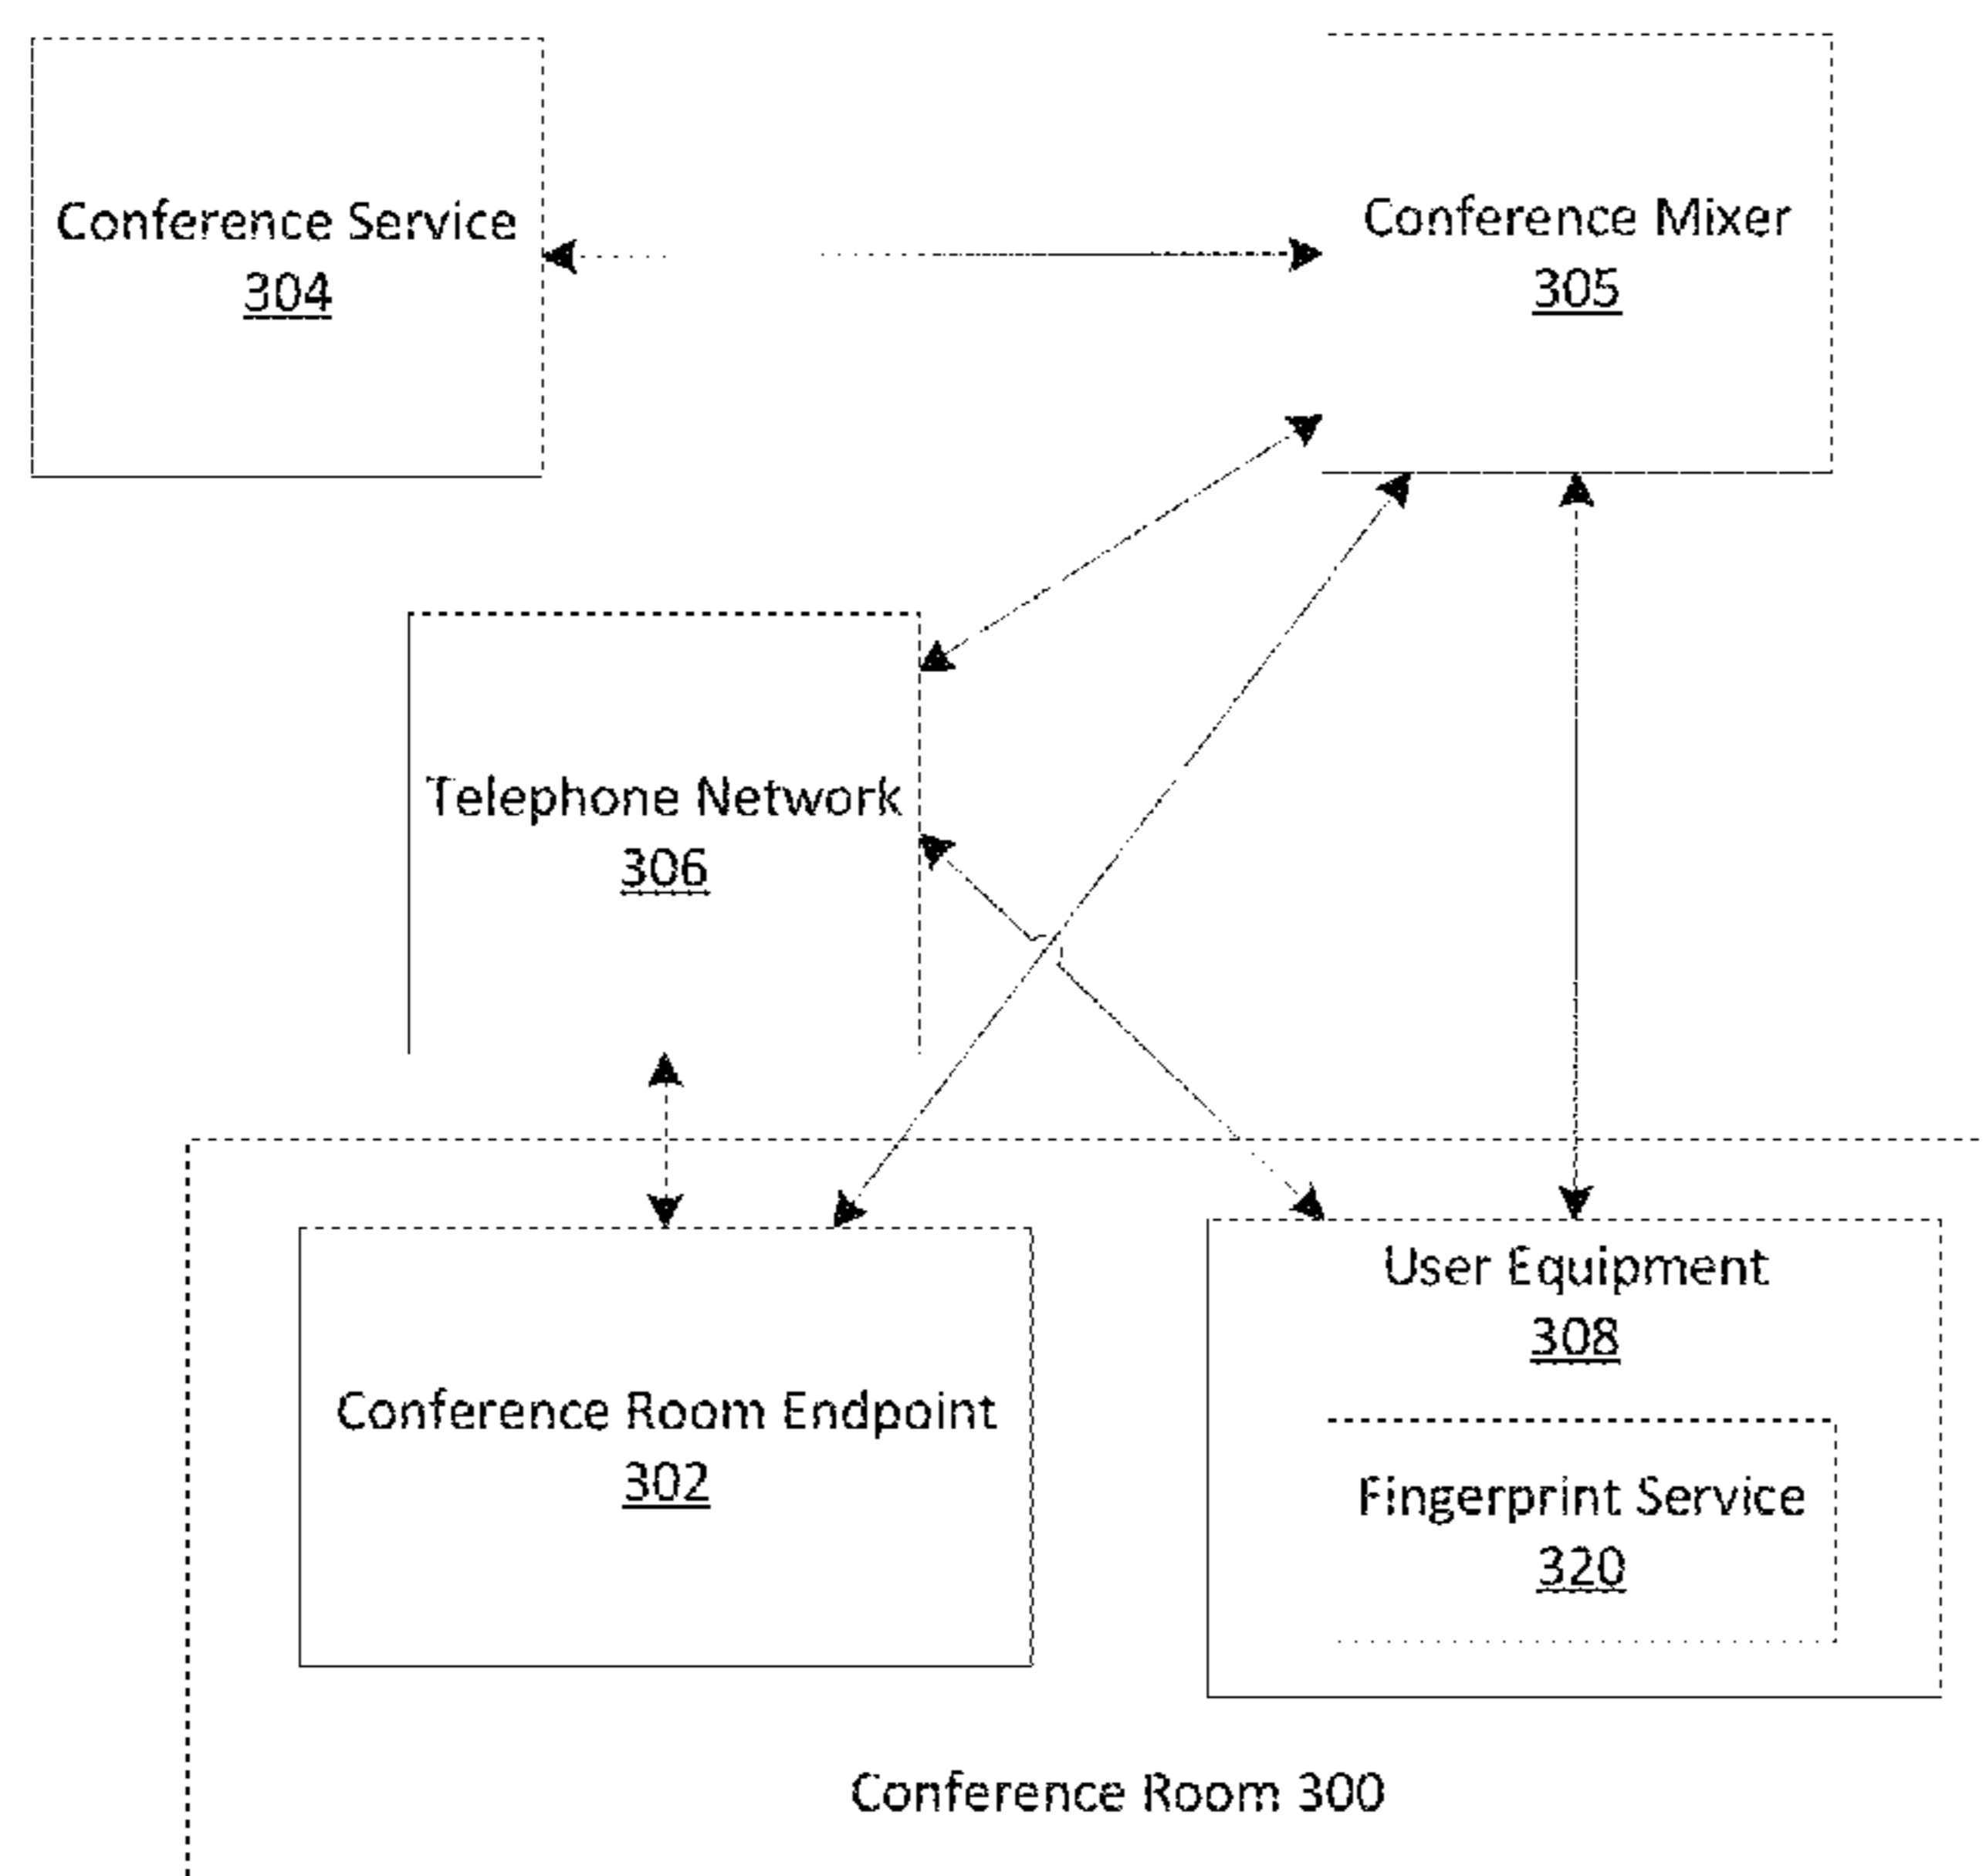 Conference Service
304
Conference Mixer
305
Telephone Network
306
Conference Room Endpoint
302
User Equipment
308
Fingerprint Service
320
Conference Room 300